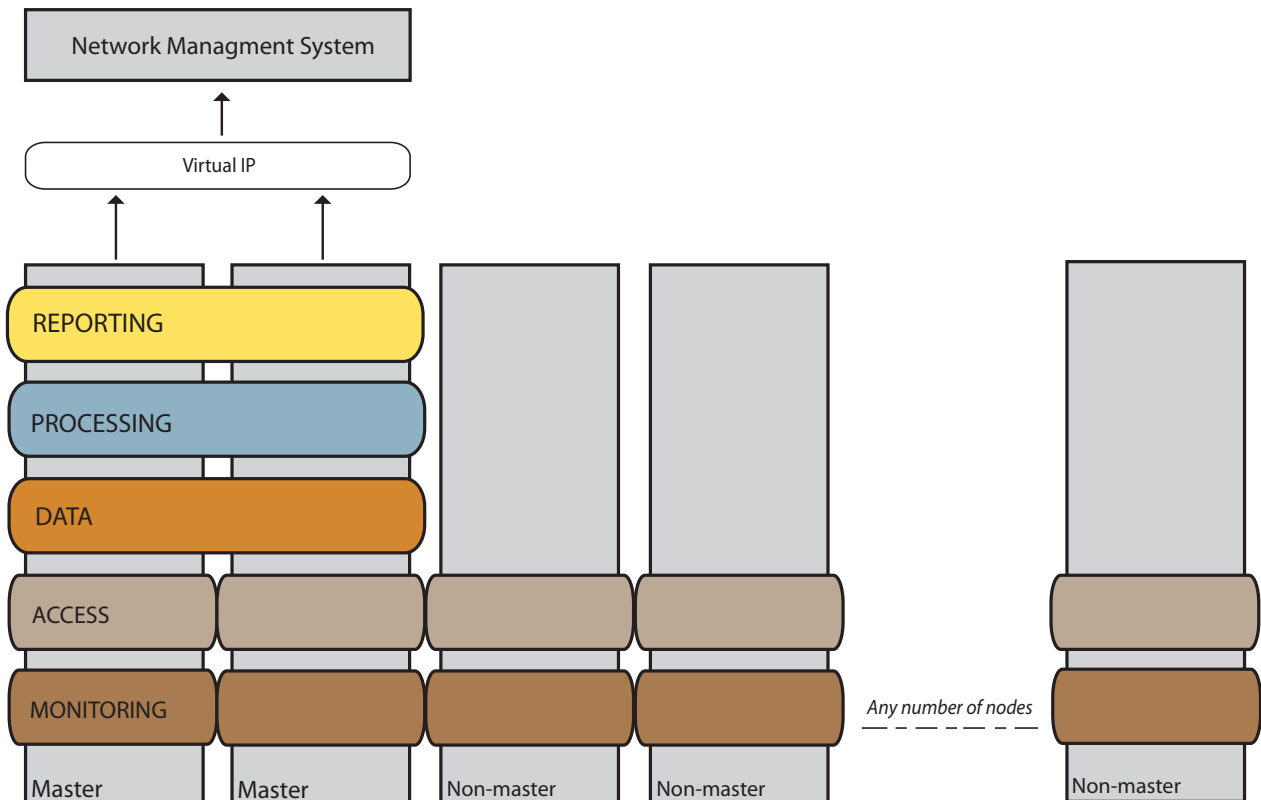 Network Managment System
Virtual IP
REPORTING
PROCESSING
DATA
ACCESS
MONITORING
Any number of nodes
Master
Master
Non-master
Non-master
Non-master